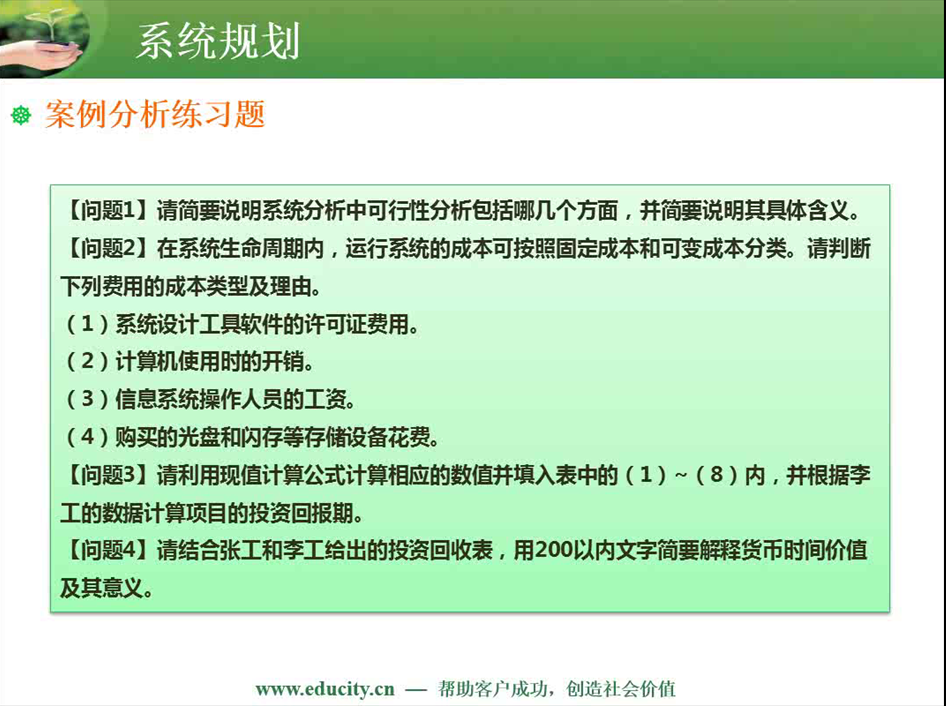 系统规划
案例分析练习题
【问题1】请简要说明系统分析中可行性分析包括哪几个方面，并简要说明其具体含义。
【问题2】在系统生命周期内，运行系统的成本可按照固定成本和可变成本分类。请判断
下列费用的成本类型及理由。
（1）系统设计工具软件的许可证费用。
（2）计算机使用时的开销。
（3）信息系统操作人员的工资。
（4）购买的光盘和闪存等存储设备花费。
【问题3】请利用现值计算公式计算相应的数值并填入表中的（1）~（8）内，并根据李
工的数据计算项目的投资回报期。
【问题4】请结合张工和李工给出的投资回收表，用200以内文字简要解释货币时间价值
及其意义。
www.educity.cn — 帮助客户成功，创造社会价值